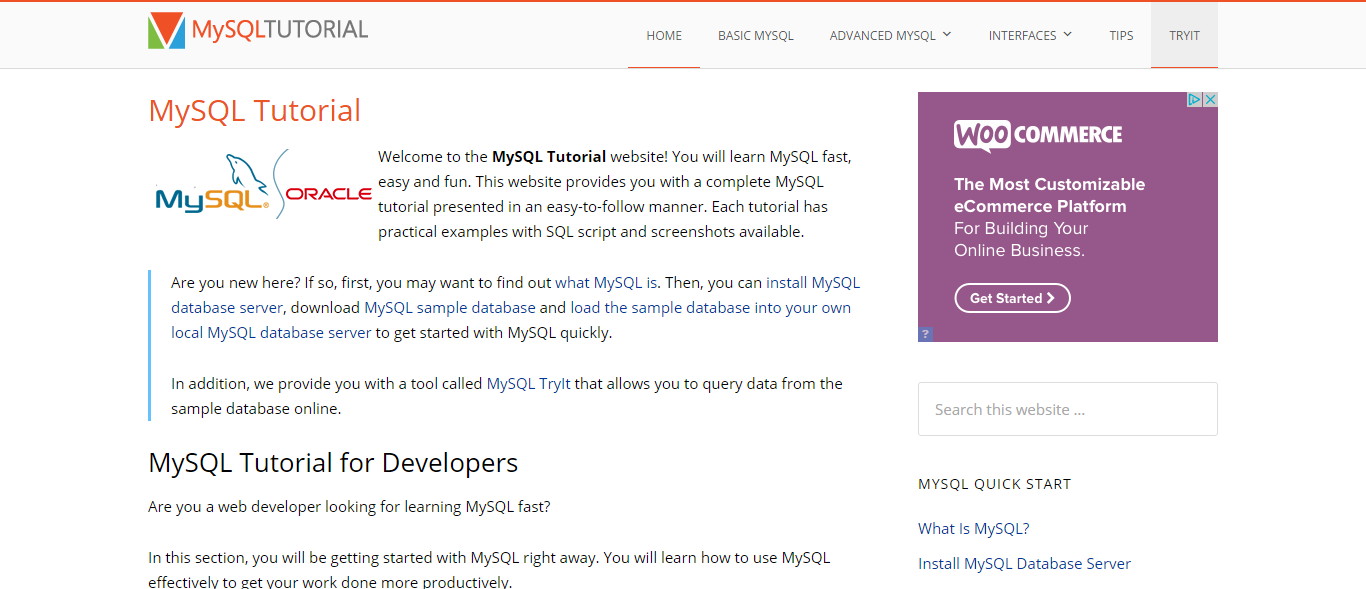 MySQLTUTORIAL
HOME
BASIC MYSQL
ADVANCED MYSQL
INTERFACES
TIPS
TRYIT
MySQL Tutorial
MySQL®
ORACLE
Welcome to the MySQL Tutorial website! You will learn MySQL fast,
easy and fun. This website provides you with a complete MySQL
tutorial presented in an easy-to-follow manner. Each tutorial has
practical examples with SQL script and screenshots available.
Are you new here? If so, first, you may want to find out what MySQL is. Then, you can install MySQL
database server, download MySQL sample database and load the sample database into your own
local MySQL database server to get started with MySQL quickly.
In addition, we provide you with a tool called MySQL TryIt that allows you to query data from the
sample database online.
MySQL Tutorial for Developers
Are you a web developer looking for learning MySQL fast?
In this section, you will be getting started with MySQL right away. You will learn how to use MySQL
effectively to get your work done more productively.
WOOCOMMERCE
The Most Customizable
eCommerce Platform
For Building Your
Online Business.
Get Started
?
Search this website ...
MYSQL QUICK START
What Is MySQL?
Install MySQL Database Server